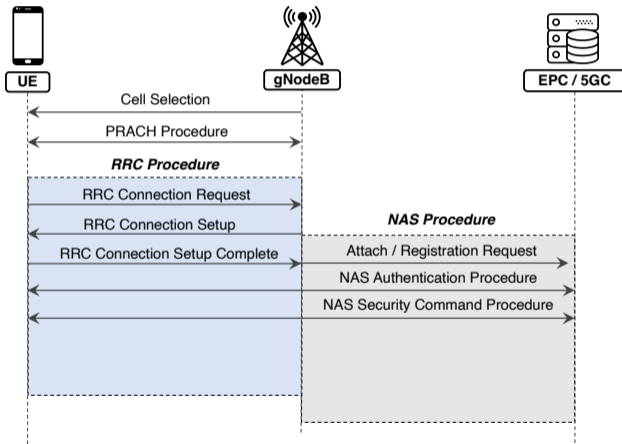 UE
gNodeB
EPC / 5GC
Cell Selection
PRACH Procedure
RRC Procedure
RRC Connection Request
RRC Connection Setup
NAS Procedure
RRC Connection Setup Complete
Attach / Registration Request
NAS Authentication Procedure
NAS Security Command Procedure